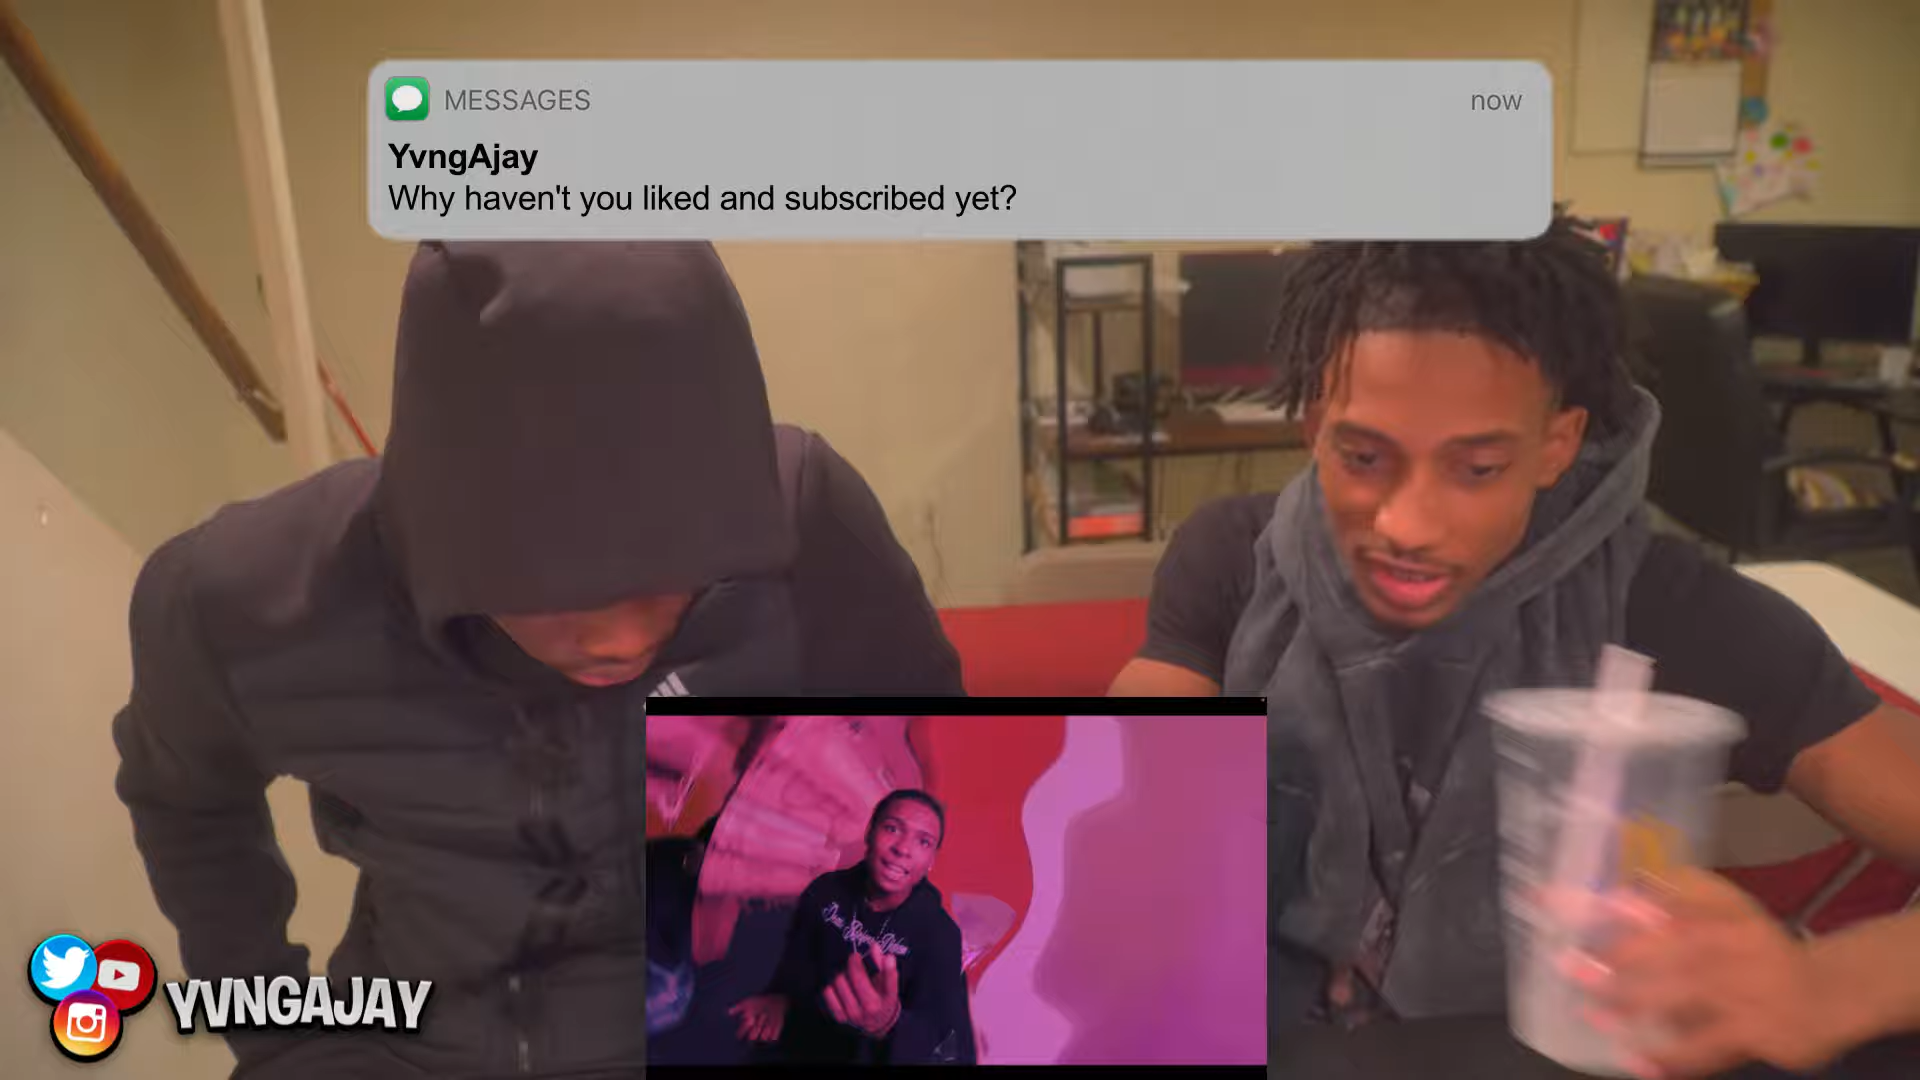 MESSAGES now
YvngAjay
Why haven't you liked and subscribed yet?
YVNGAJAY